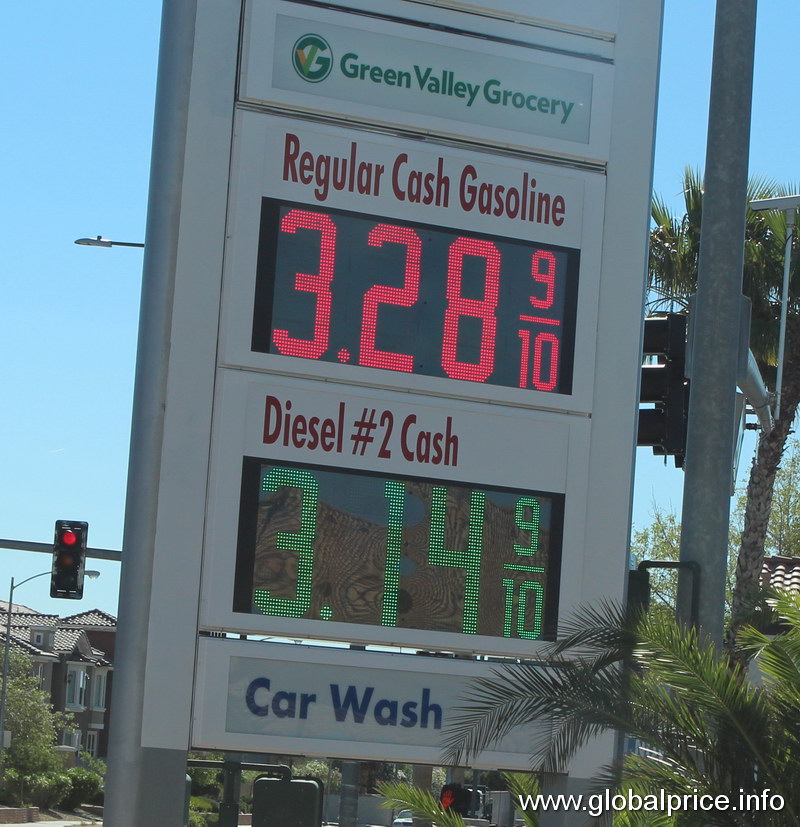 VG Green Valley Grocery
Regular Cash Gasoline
3.28 9/10
Diesel #2 Cash
3.14 9/10
Car Wash
www.globalprice.info